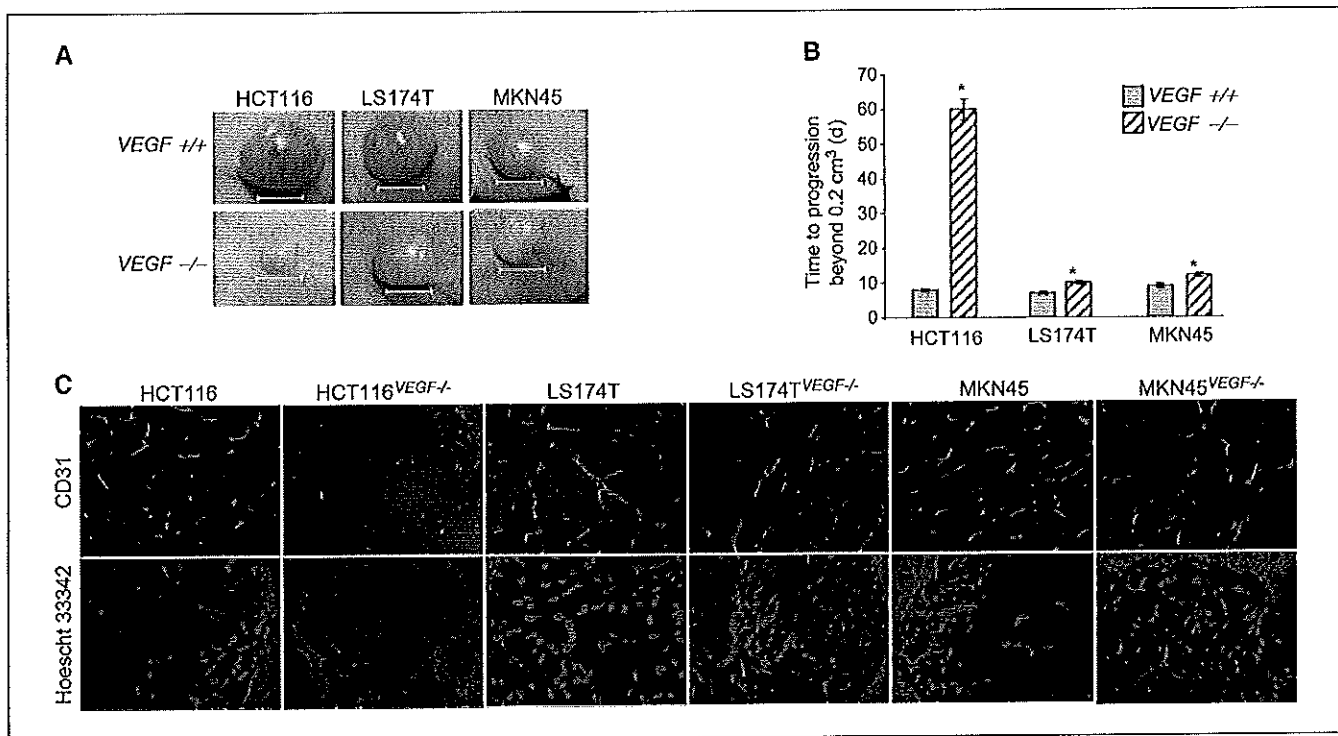 A
HCT116 LS174T MKN45
VEGF +/+
VEGF –/–
B
Time to progression
beyond 0.2 cm³ (d)
70
60
50
40
30
20
10
0
* * *
VEGF +/+
VEGF –/–
HCT116 LS174T MKN45
C
HCT116 HCT116VEGF-/- LS174T LS174TVEGF-/- MKN45 MKN45VEGF-/-
CD31
Hoescht 33342